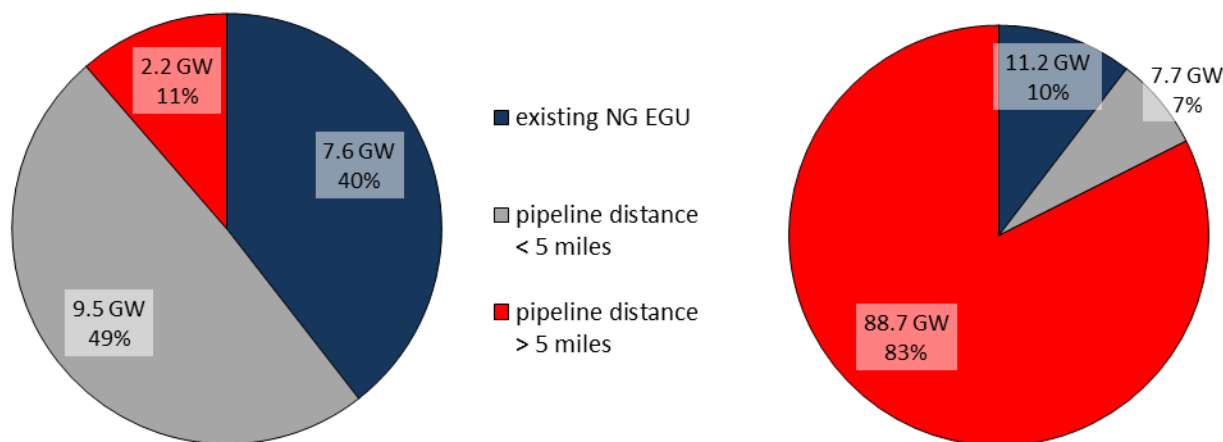 2.2 GW
11%
7.6 GW
40%
9.5 GW
49%
existing NG EGU
pipeline distance
< 5 miles
pipeline distance
> 5 miles
11.2 GW
10%
7.7 GW
7%
88.7 GW
83%